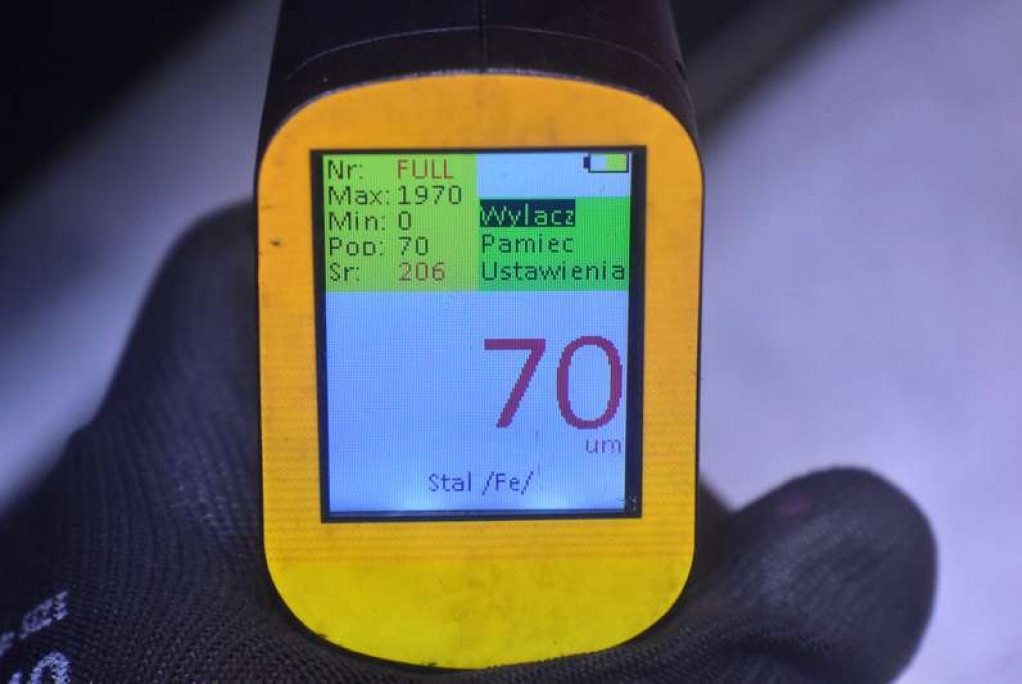 Nr: FULL
Max: 1970
Min: 0
Pop: 70
Sr: 206
Wylacz
Pamiec
Ustawienia
70
um
Stal /Fe/